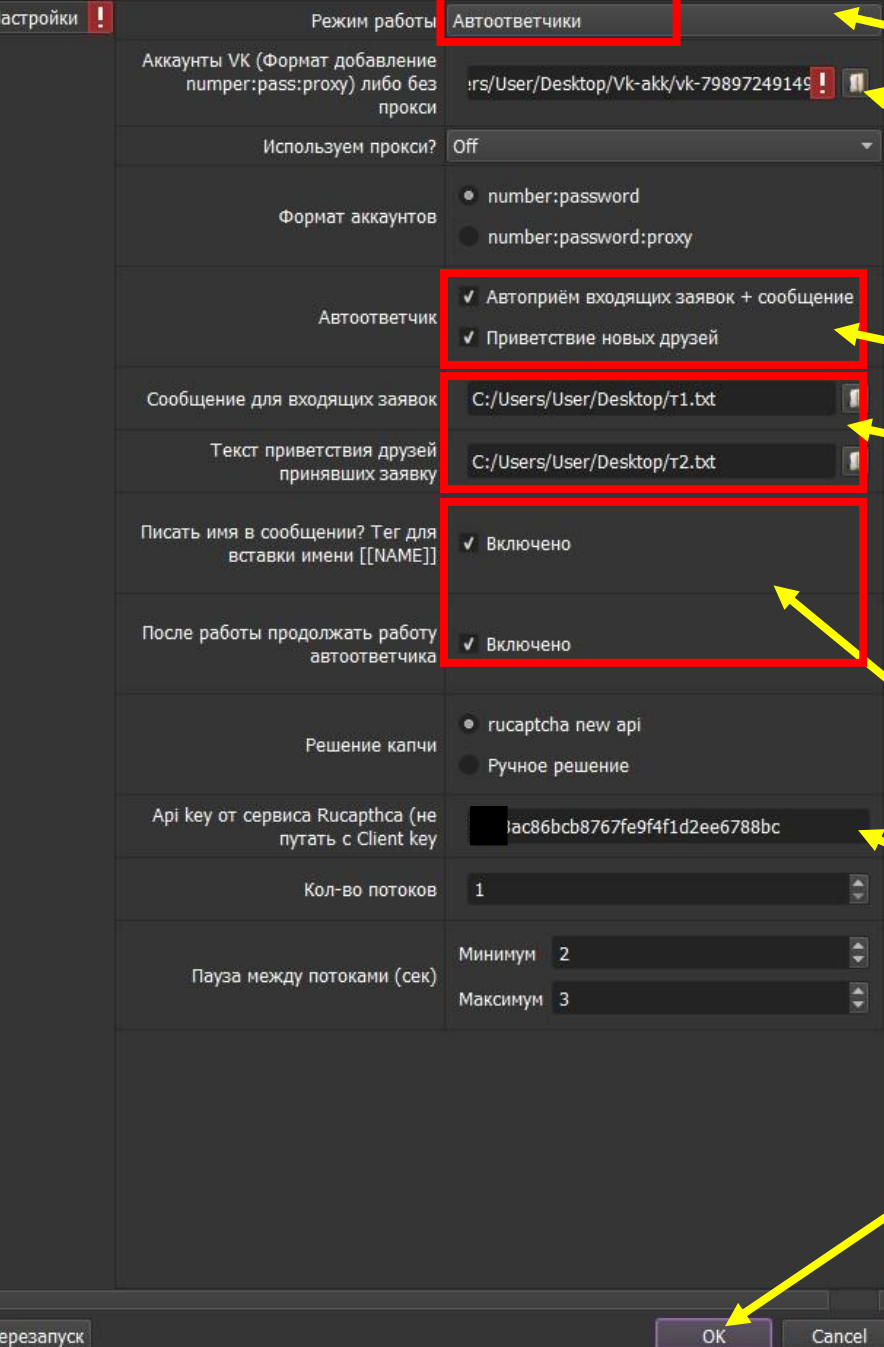 астройки !
Режим работы Автоответчики
Аккаунты VK (Формат добавление
numper:pass:proxy) либо без
прокси
rs/User/Desktop/Vk-akk/vk-79897249149 !
Используем прокси? Off
Формат аккаунтов
number:password
number:password:proxy
Автоответчик
Автоприём входящих заявок + сообщение
Приветствие новых друзей
Сообщение для входящих заявок C:/Users/User/Desktop/т1.txt
Текст приветствия друзей
принявших заявку
C:/Users/User/Desktop/т2.txt
Писать имя в сообщении? Тег для
вставки имени [[NAME]]
Включено
После работы продолжать работу
автоответчика
Включено
Решение капчи
rucaptcha new api
Ручное решение
Api key от сервиса Rucapthca (не
путать с Client key
ac86bcb8767fe9f4f1d2ee6788bc
Кол-во потоков 1
Пауза между потоками (сек)
Минимум 2
Максимум 3
ерезапуск OK Cancel